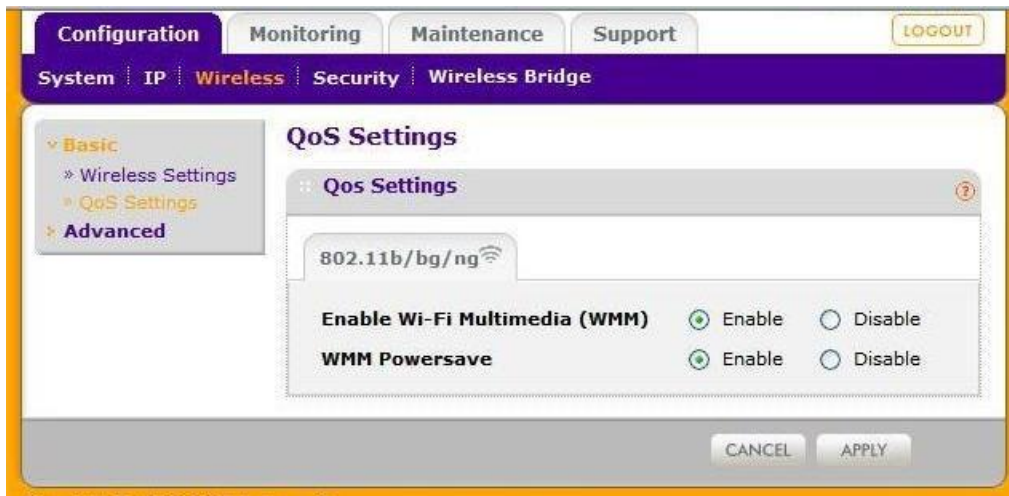 Configuration Monitoring Maintenance Support LOGOUT
System IP Wireless Security Wireless Bridge
Basic
» Wireless Settings
» QoS Settings
Advanced
QoS Settings
Qos Settings ?
802.11b/bg/ng
Enable Wi-Fi Multimedia (WMM) Enable Disable
WMM Powersave Enable Disable
CANCEL APPLY